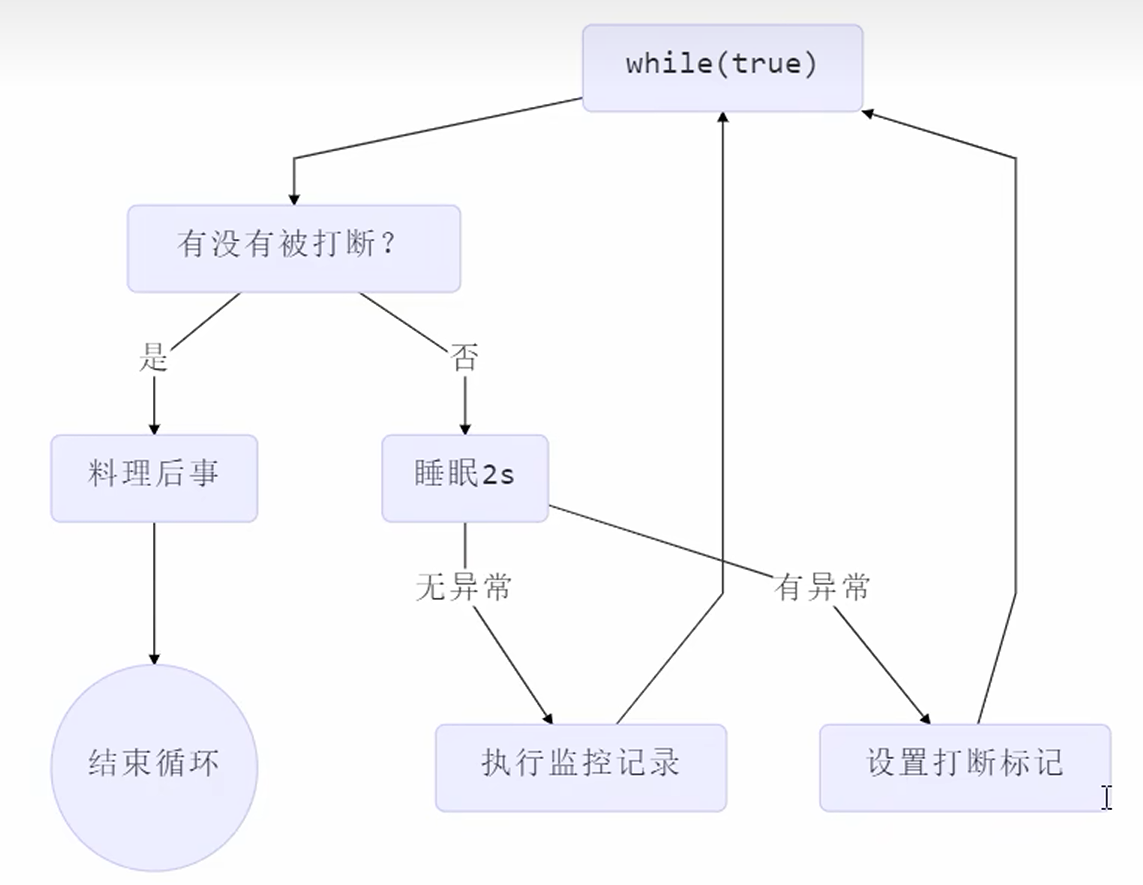 while(true)
有没有被打断？
是
否
料理后事
睡眠2s
无异常
有异常
结束循环
执行监控记录
设置打断标记